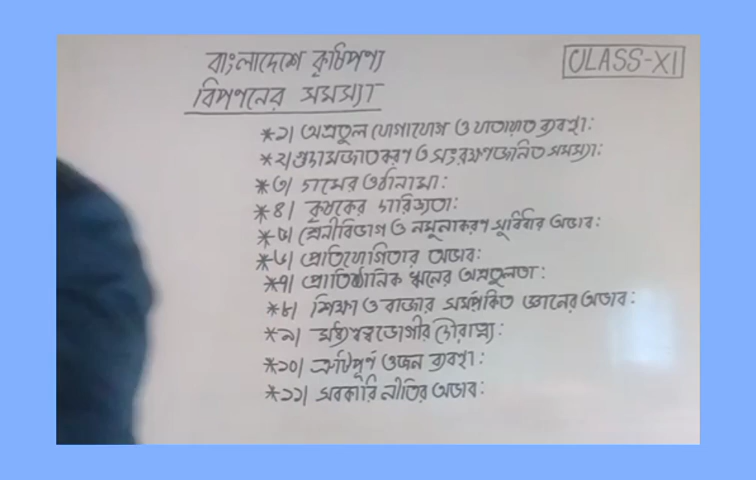 বাংলাদেশে কৃষিপণ্য
CLASS-XI
বিপণনের সমস্যা
*১। অপ্রতুল যোগাযোগ ও যাতায়াত ব্যবস্থা:
*২। গুদামজাতকরণ ও সংরক্ষণজনিত সমস্যা:
*৩। দামের ওঠানামা:
*৪। কৃষকের দারিদ্র্যতা:
*৫। শ্রেনীবিভাগ ও নমুনাকরণ সুবিধার অভাব:
*৬। প্রতিযোগিতার অভাব:
*৭। প্রাতিষ্ঠানিক ঋনের অপ্রতুলতা:
*৮। শিক্ষা ও বাজার সম্পর্কিত জ্ঞানের অভাব:
*৯। মধ্যস্বত্বভোগীর দৌরাত্ম্য:
*১০। ত্রুটিপূর্ণ ওজন ব্যবস্থা:
*১১। সরকারি নীতির অভাব: